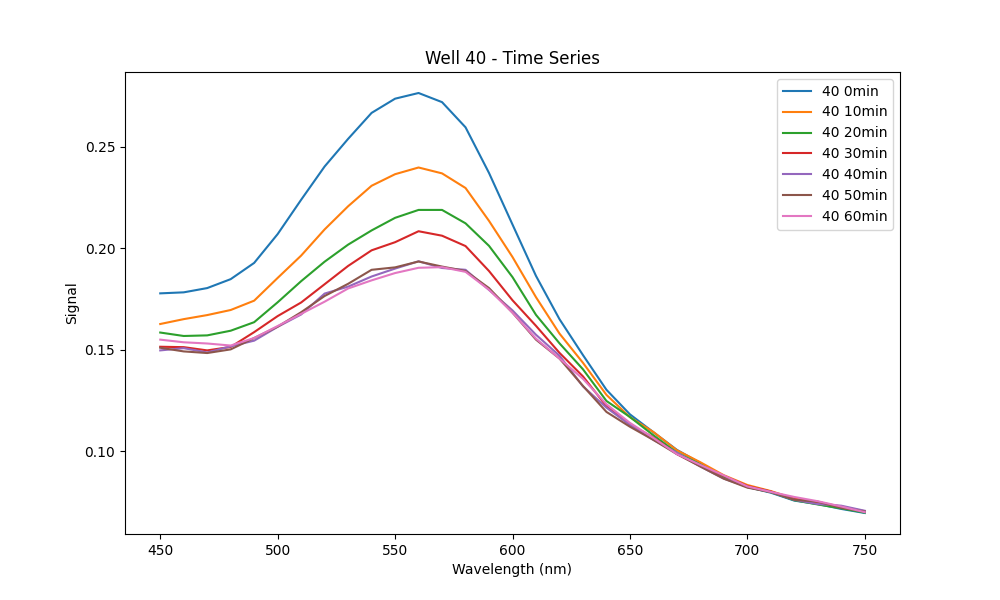 Well 40 - Time Series
40 0min
40 10min
40 20min
40 30min
40 40min
40 50min
40 60min
0.25
0.20
0.15
0.10
Signal
450 500 550 600 650 700 750
Wavelength (nm)